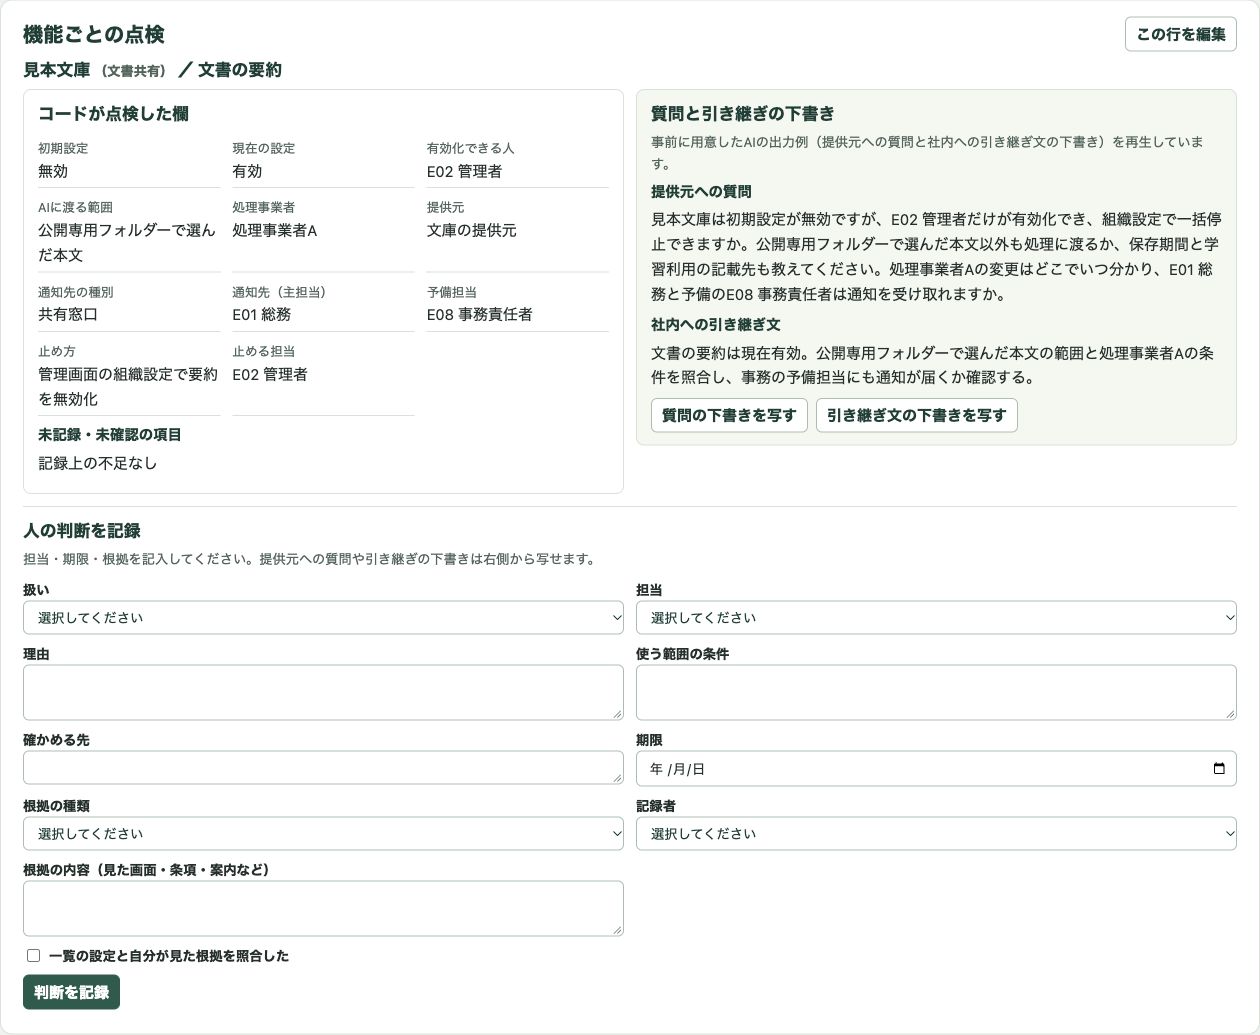 機能ごとの点検
この行を編集
見本文庫 （文書共有） ／ 文書の要約
コードが点検した欄
初期設定
無効
現在の設定
有効
有効化できる人
E02 管理者
AIに渡る範囲
公開専用フォルダーで選ん
だ本文
処理事業者
処理事業者A
提供元
文庫の提供元
通知先の種別
共有窓口
通知先（主担当）
E01 総務
予備担当
E08 事務責任者
止め方
管理画面の組織設定で要約
を無効化
止める担当
E02 管理者
未記録・未確認の項目
記録上の不足なし
質問と引き継ぎの下書き
事前に用意したAIの出力例（提供元への質問と社内への引き継ぎ文の下書き）を再生していま
す。
提供元への質問
見本文庫は初期設定が無効ですが、E02 管理者だけが有効化でき、組織設定で一括停
止できますか。公開専用フォルダーで選んだ本文以外も処理に渡るか、保存期間と学
習利用の記載先も教えてください。処理事業者Aの変更はどこでいつ分かり、E01 総
務と予備のE08 事務責任者は通知を受け取れますか。
社内への引き継ぎ文
文書の要約は現在有効。公開専用フォルダーで選んだ本文の範囲と処理事業者Aの条
件を照合し、事務の予備担当にも通知が届くか確認する。
質問の下書きを写す
引き継ぎ文の下書きを写す
人の判断を記録
担当・期限・根拠を記入してください。提供元への質問や引き継ぎの下書きは右側から写せます。
扱い
選択してください
担当
選択してください
理由
使う範囲の条件
確かめる先
期限
年 /月/日
根拠の種類
選択してください
記録者
選択してください
根拠の内容（見た画面・条項・案内など）
一覧の設定と自分が見た根拠を照合した
判断を記録